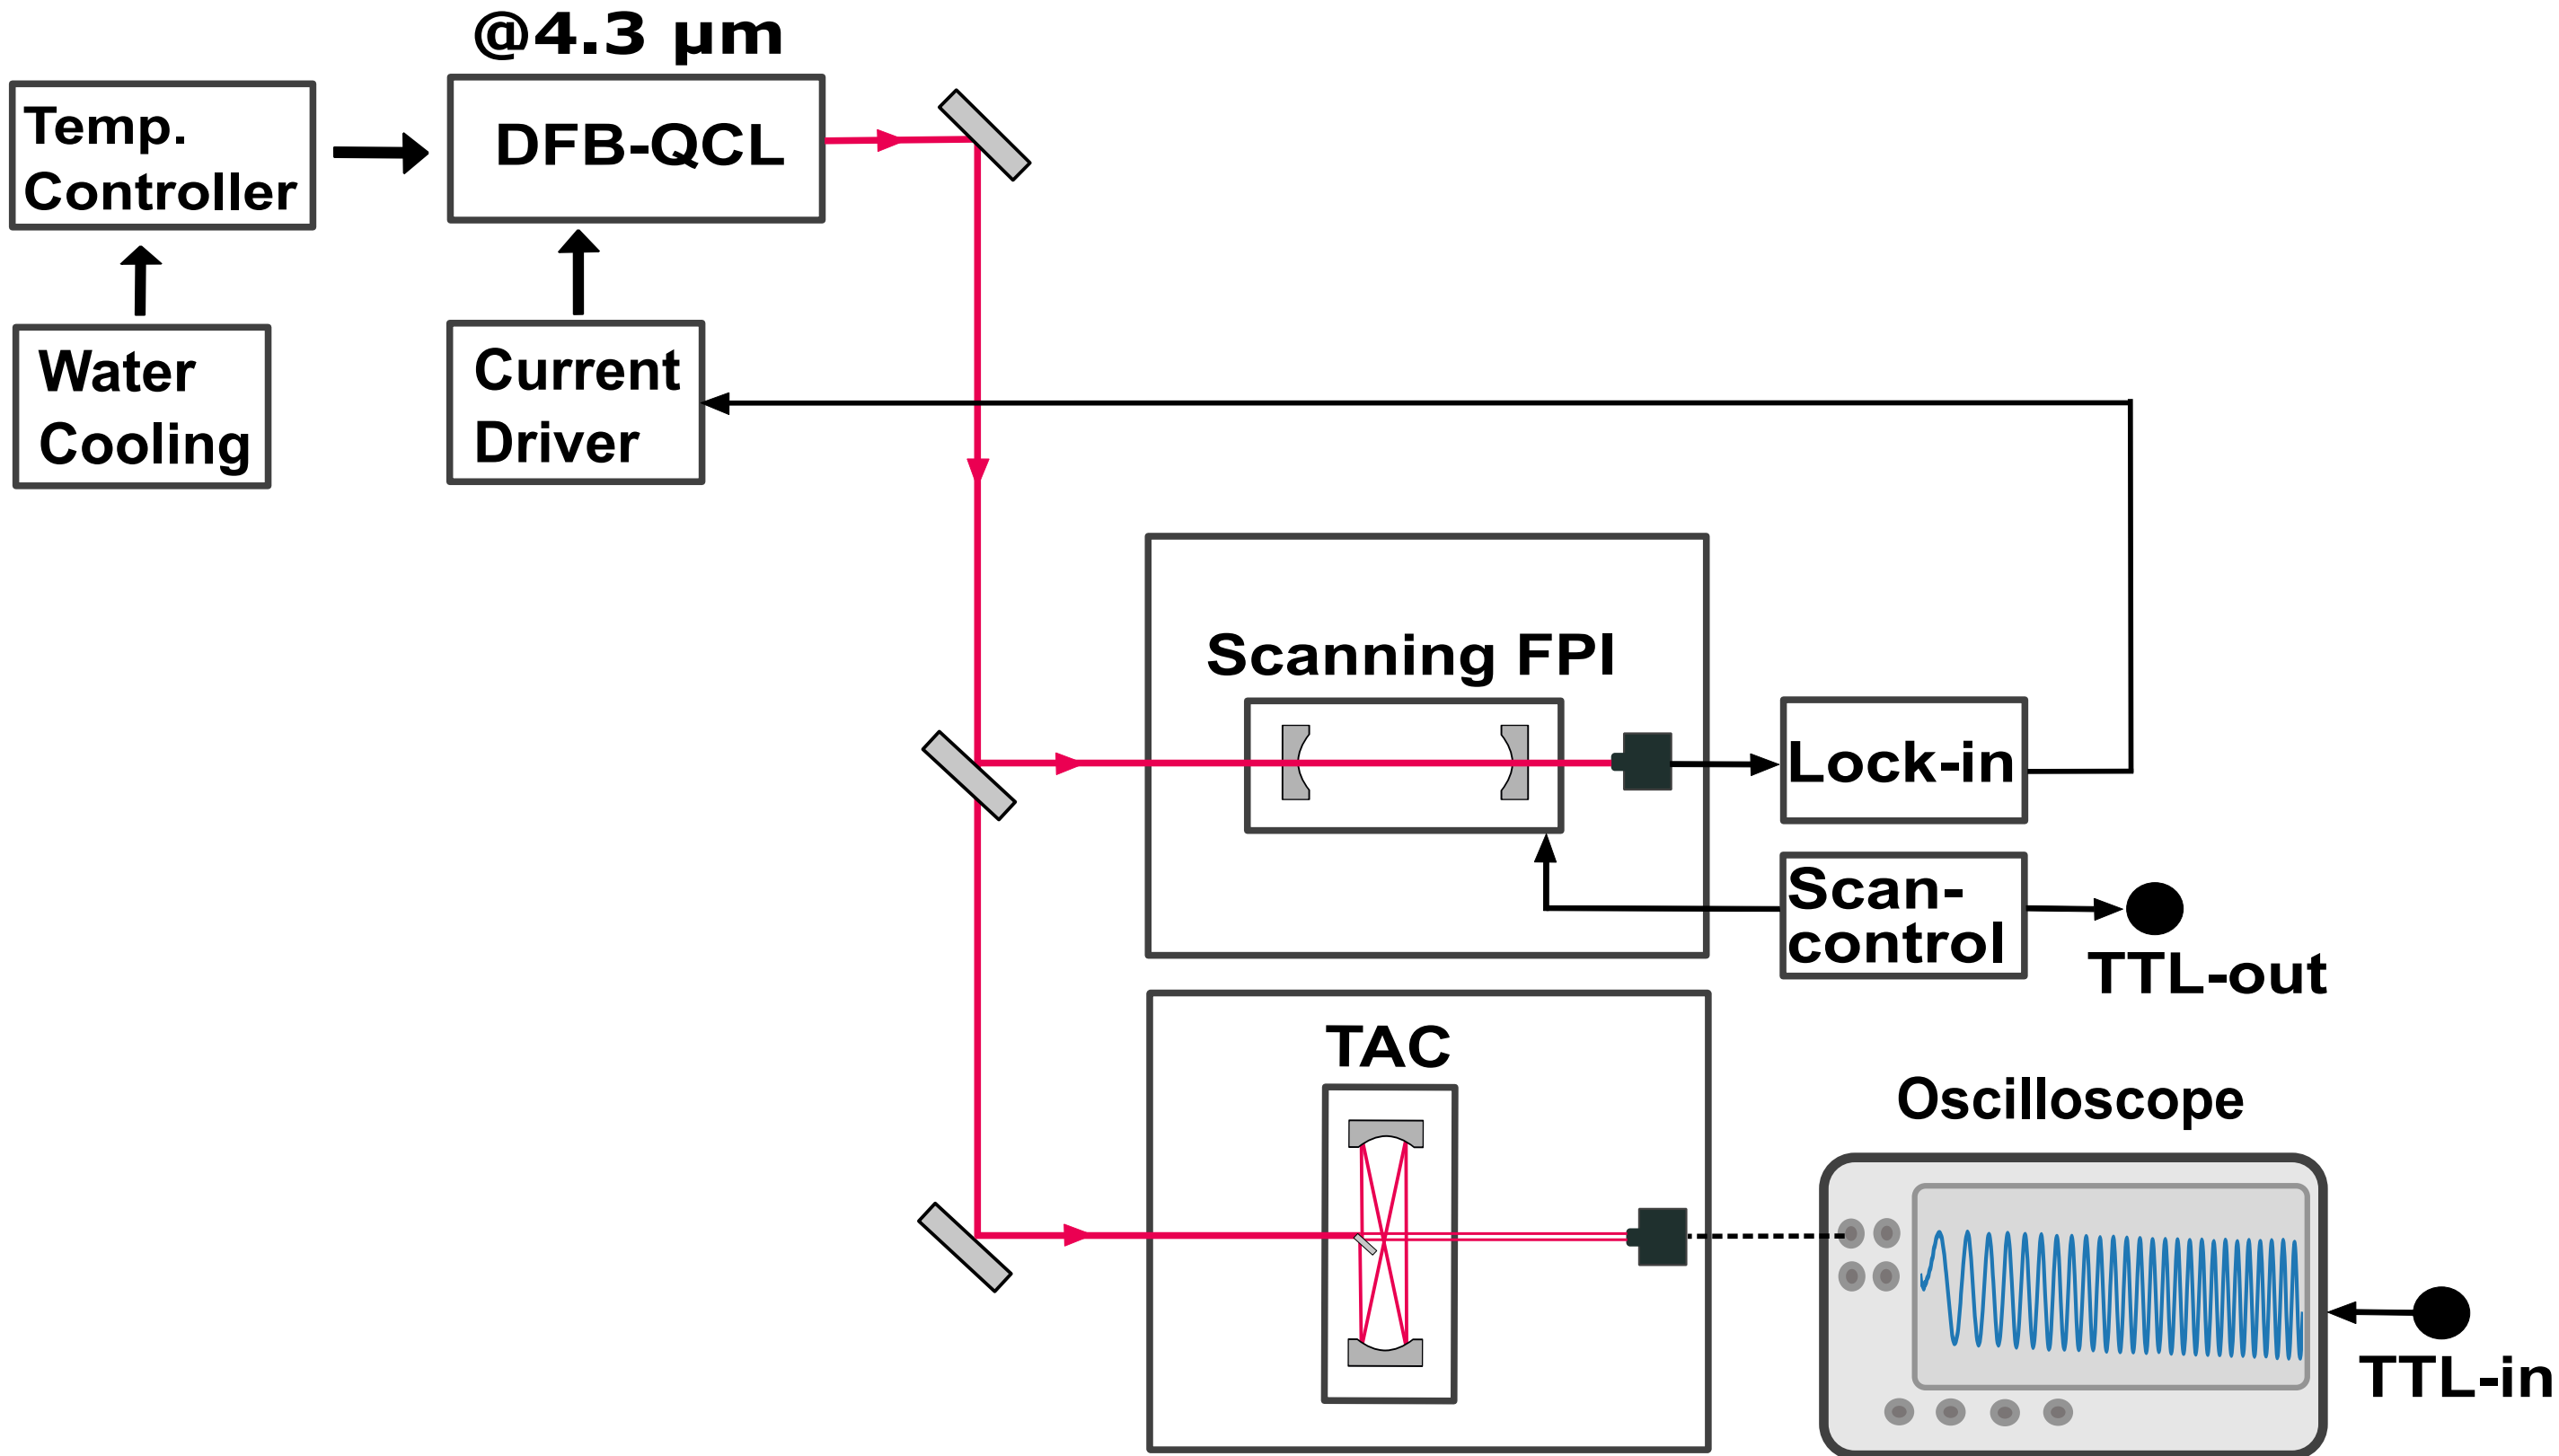 @4.3 µm
Temp.
Controller
DFB-QCL
Water
Cooling
Current
Driver
Scanning FPI
Lock-in
Scan-
control
TTL-out
TAC
Oscilloscope
TTL-in